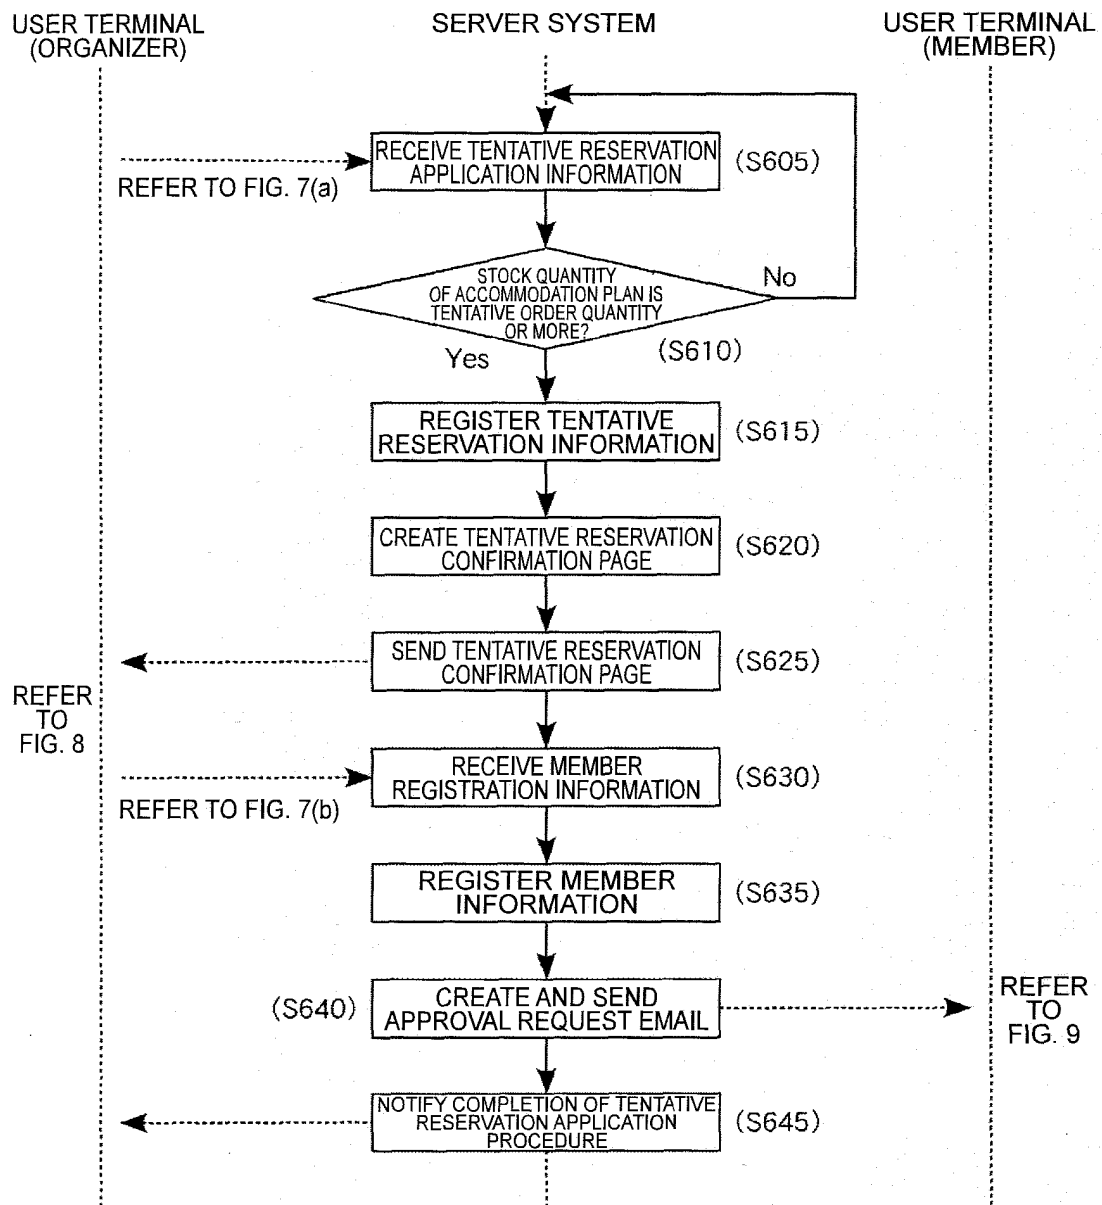 USER TERMINAL
(ORGANIZER)
SERVER SYSTEM
USER TERMINAL
(MEMBER)
RECEIVE TENTATIVE RESERVATION
APPLICATION INFORMATION
(S605)
REFER TO FIG. 7(a)
STOCK QUANTITY
OF ACCOMMODATION PLAN IS
TENTATIVE ORDER QUANTITY
OR MORE?
No
(S610)
Yes
REGISTER TENTATIVE
RESERVATION INFORMATION
(S615)
CREATE TENTATIVE RESERVATION
CONFIRMATION PAGE
(S620)
SEND TENTATIVE RESERVATION
CONFIRMATION PAGE
(S625)
REFER
TO
FIG. 8
RECEIVE MEMBER
REGISTRATION INFORMATION
(S630)
REFER TO FIG. 7(b)
REGISTER MEMBER
INFORMATION
(S635)
(S640)
CREATE AND SEND
APPROVAL REQUEST EMAIL
REFER
TO
FIG. 9
NOTIFY COMPLETION OF TENTATIVE
RESERVATION APPLICATION
PROCEDURE
(S645)